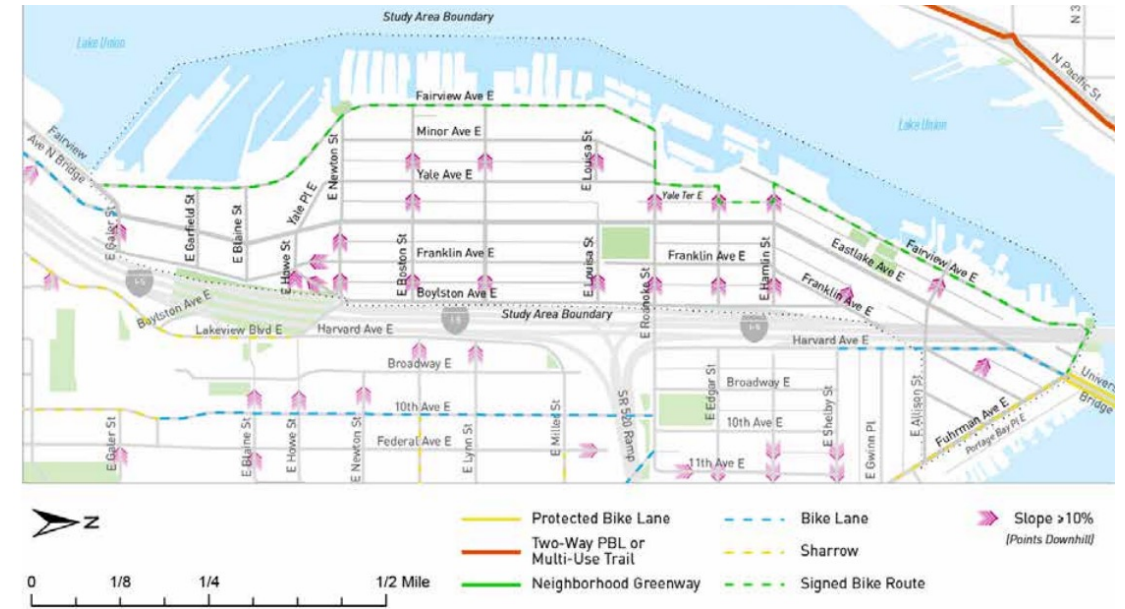 Study Area Boundary
Lake Union
N 3
N Pacific St
Lake Union
Fairview
Ave N Bridge
Fairview Ave E
Minor Ave E
E Newton St
E Louisa St
Yale Ave E
Yale Pl E
Yale Ter E
E Galer St
E Garfield St
E Blaine St
E Howe St
E Boston St
Franklin Ave E
E Louisa St
Franklin Ave E
E Roanoke St
E Hamlin St
Eastlake Ave E
Fairview Ave E
Franklin Ave E
Boylston Ave E
I-5
Boylston Ave E
Study Area Boundary
I-5
I-5
Lakeview Blvd E
Harvard Ave E
Harvard Ave E
Broadway E
Broadway E
10th Ave E
10th Ave E
Federal Ave E
11th Ave E
E Galer St
E Blaine St
E Howe St
E Newton St
E Lynn St
E Miller St
SR 520 Ramp
E Edgar St
E Shelby St
E Gwinn Pl
E Allison St
Fuhrman Ave E
Portage Bay Pl E
Univers
Bridge
N
0 1/8 1/4 1/2 Mile
Protected Bike Lane
Two-Way PBL or
Multi-Use Trail
Neighborhood Greenway
Bike Lane
Sharrow
Signed Bike Route
Slope ≥10%
(Points Downhill)